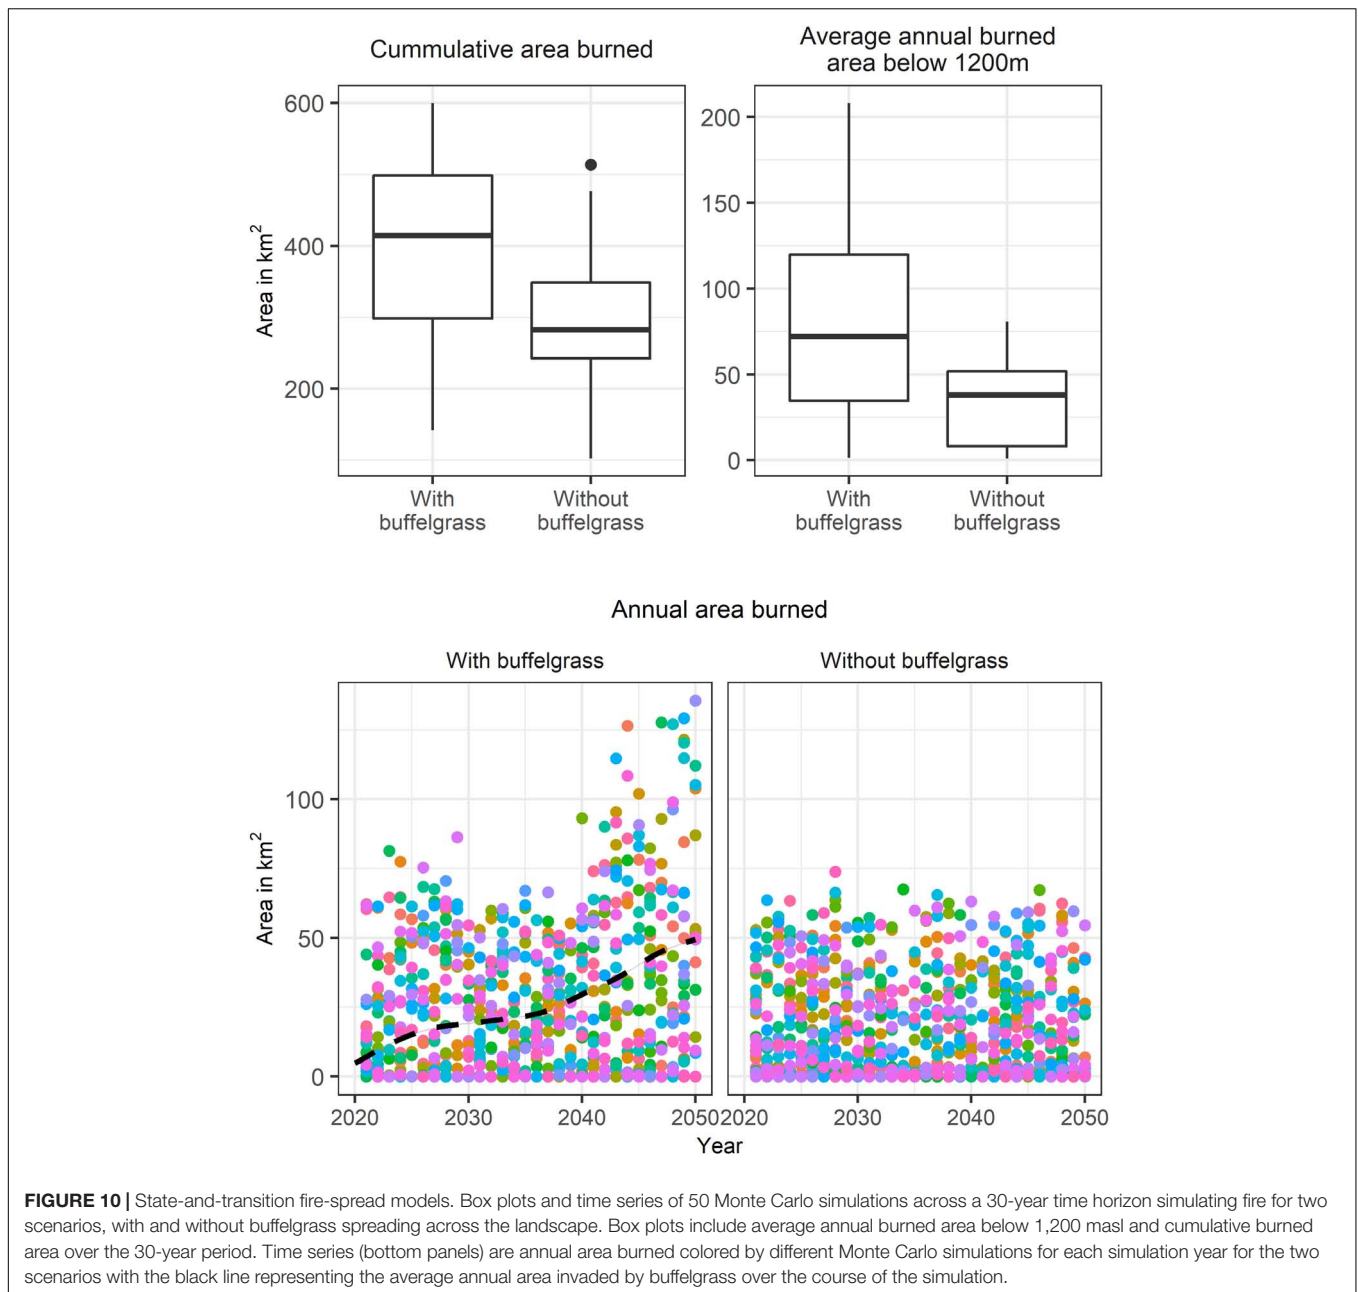 Cummulative area burned
Average annual burned
area below 1200m
Area in km²
600
400
200
200
150
100
50
0
With
buffelgrass
Without
buffelgrass
With
buffelgrass
Without
buffelgrass
Annual area burned
With buffelgrass
Without buffelgrass
Area in km²
100
50
0
2020
2030
2040
2050
2020
2030
2040
2050
Year
FIGURE 10 | State-and-transition fire-spread models. Box plots and time series of 50 Monte Carlo simulations across a 30-year time horizon simulating fire for two
scenarios, with and without buffelgrass spreading across the landscape. Box plots include average annual burned area below 1,200 masl and cumulative burned
area over the 30-year period. Time series (bottom panels) are annual area burned colored by different Monte Carlo simulations for each simulation year for the two
scenarios with the black line representing the average annual area invaded by buffelgrass over the course of the simulation.